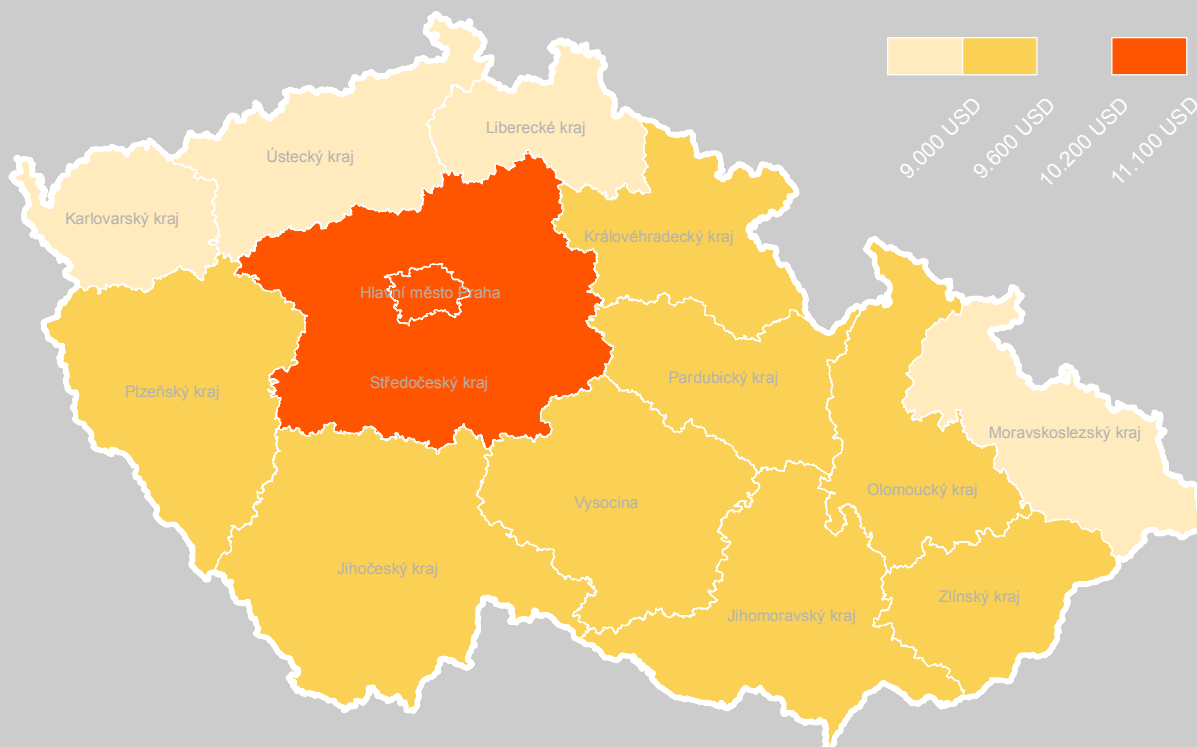 9.000 USD
9.600 USD
10.200 USD
11.100 USD
Liberecké kraj
Ústecký kraj
Karlovarský kraj
Královéhradecký kraj
Hlavní město Praha
Středočeský kraj
Pardubický kraj
Plzeňský kraj
Moravskoslezský kraj
Olomoucký kraj
Vysocina
Jihočeský kraj
Zlínský kraj
Jihomoravský kraj